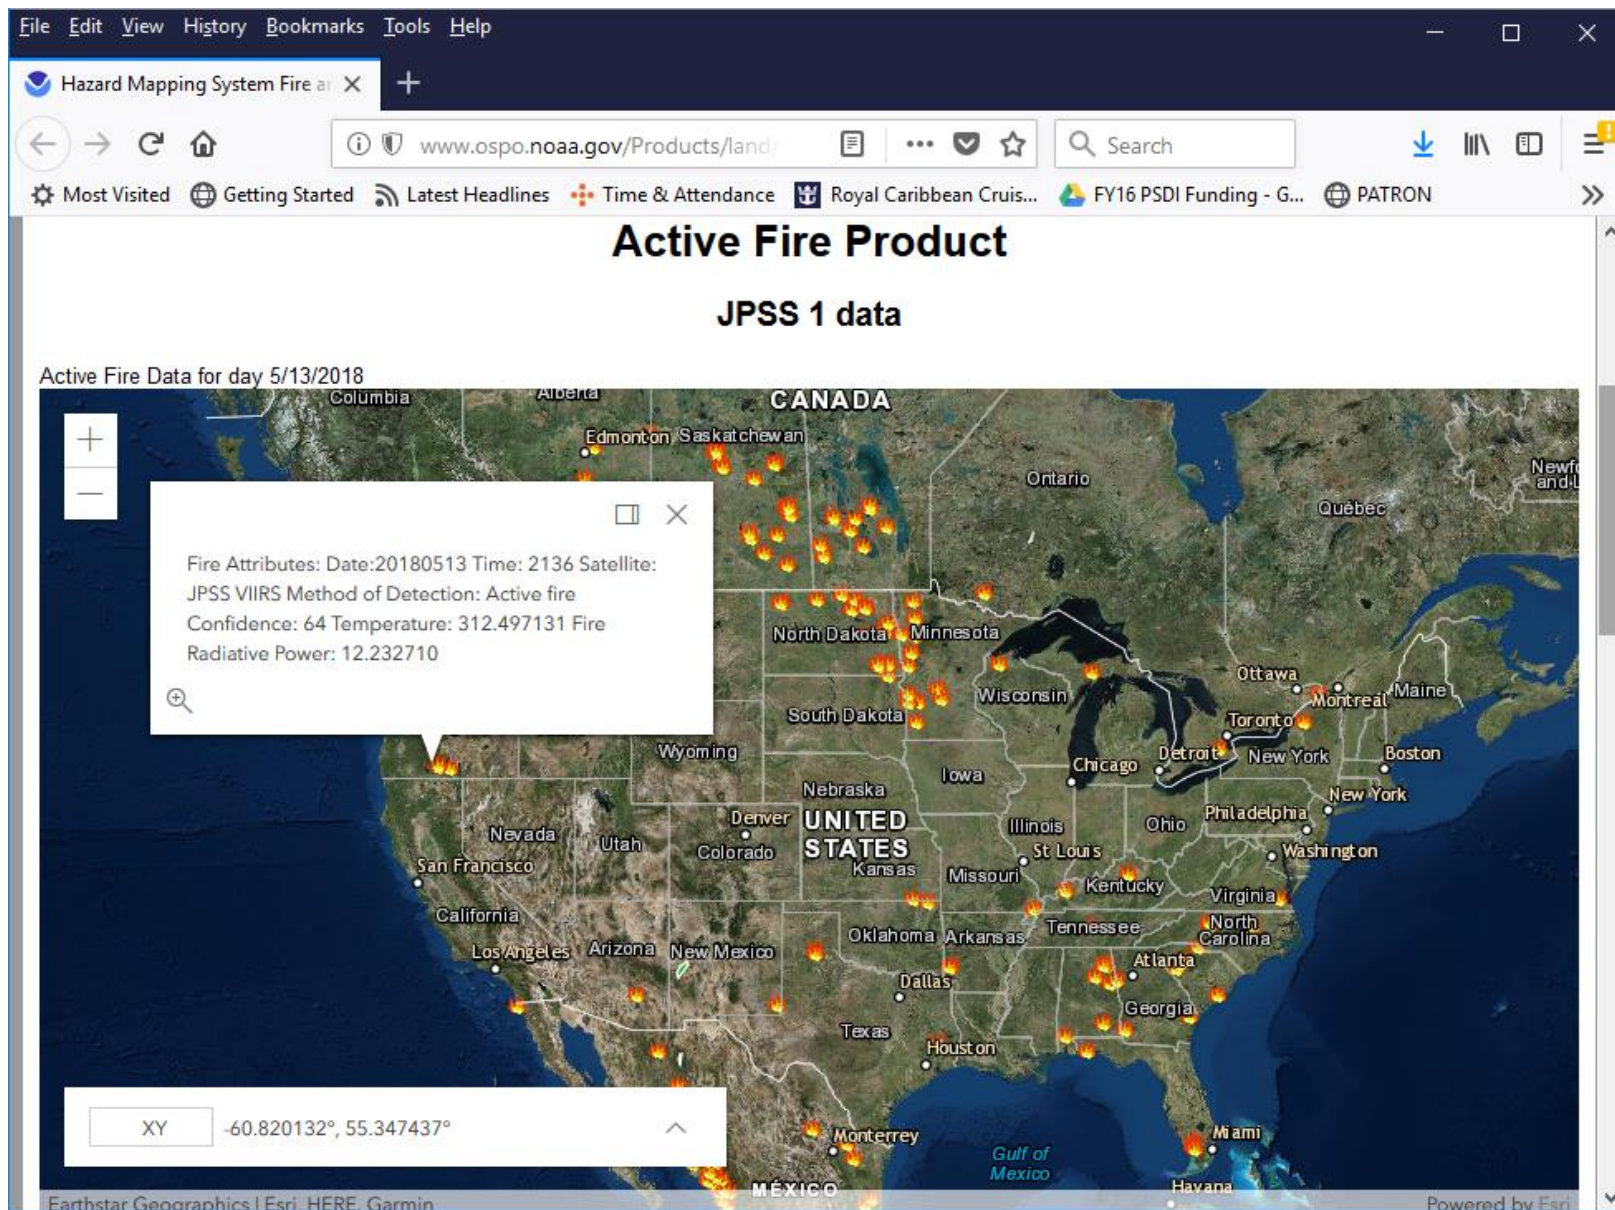 File Edit View History Bookmarks Tools Help
Hazard Mapping System Fire ar
www.ospo.noaa.gov/Products/land/
Search
Most Visited Getting Started Latest Headlines Time & Attendance Royal Caribbean Cruis... FY16 PSDI Funding - G... PATRON
Active Fire Product
JPSS 1 data
Active Fire Data for day 5/13/2018
Columbia
Alberta
CANADA
Edmonton
Saskatchewan
Ontario
Newf
and L
Québec
Fire Attributes: Date:20180513 Time: 2136 Satellite:
JPSS VIIRS Method of Detection: Active fire
Confidence: 64 Temperature: 312.497131 Fire
Radiative Power: 12.232710
North Dakota
Minnesota
Ottawa
Montreal
Maine
Wisconsin
South Dakota
Toronto
Wyoming
Detroit
New York
Boston
Chicago
Iowa
Nebraska
New York
Denver
UNITED
STATES
Philadelphia
Illinois
Ohio
Nevada
Utah
Colorado
St Louis
Washington
San Francisco
Kansas
Missouri
Kentucky
Virginia
California
Oklahoma
Arkansas
Tennessee
North
Carolina
Los Angeles
Arizona
New Mexico
Atlanta
Dallas
Georgia
Texas
Houston
XY
-60.820132°, 55.347437°
Monterrey
Miami
Gulf of
Mexico
MÉXICO
Havana
Earthstar Geographics | Esri, HERE, Garmin
Powered by Esri